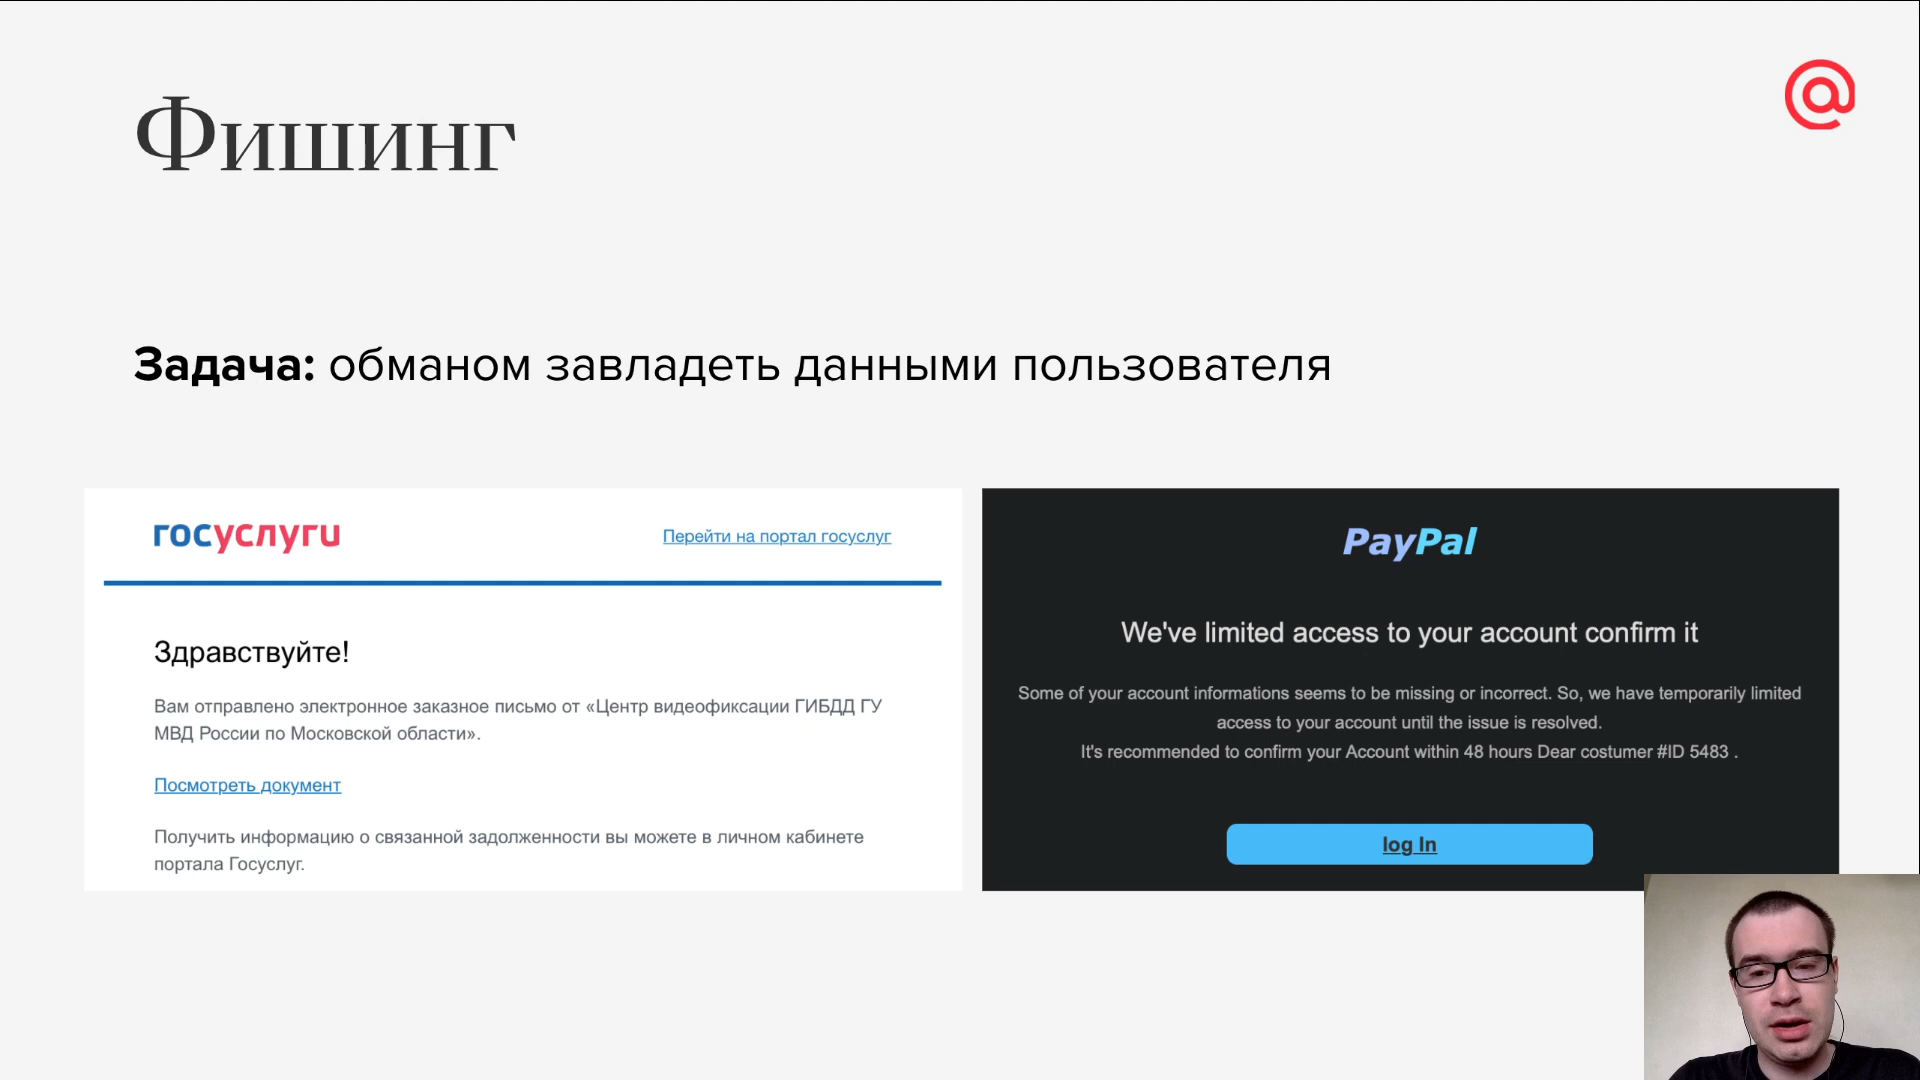 Фишинг
Задача: обманом завладеть данными пользователя
госуслуги
Перейти на портал госуслуг
Здравствуйте!
Вам отправлено электронное заказное письмо от «Центр видеофиксации ГИБДД ГУ
МВД России по Московской области».
Посмотреть документ
Получить информацию о связанной задолженности вы можете в личном кабинете
портала Госуслуг.
PayPal
We've limited access to your account confirm it
Some of your account informations seems to be missing or incorrect. So, we have temporarily limited
access to your account until the issue is resolved.
It's recommended to confirm your Account within 48 hours Dear costumer #ID 5483 .
log In